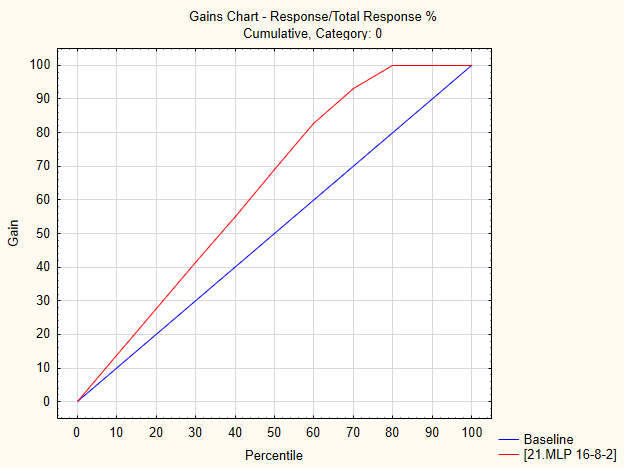 Gains Chart - Response/Total Response %
Cumulative, Category: 0
100
90
80
70
60
50
40
30
20
10
0
Gain
0 10 20 30 40 50 60 70 80 90 100
Percentile
Baseline
[21.MLP 16-8-2]